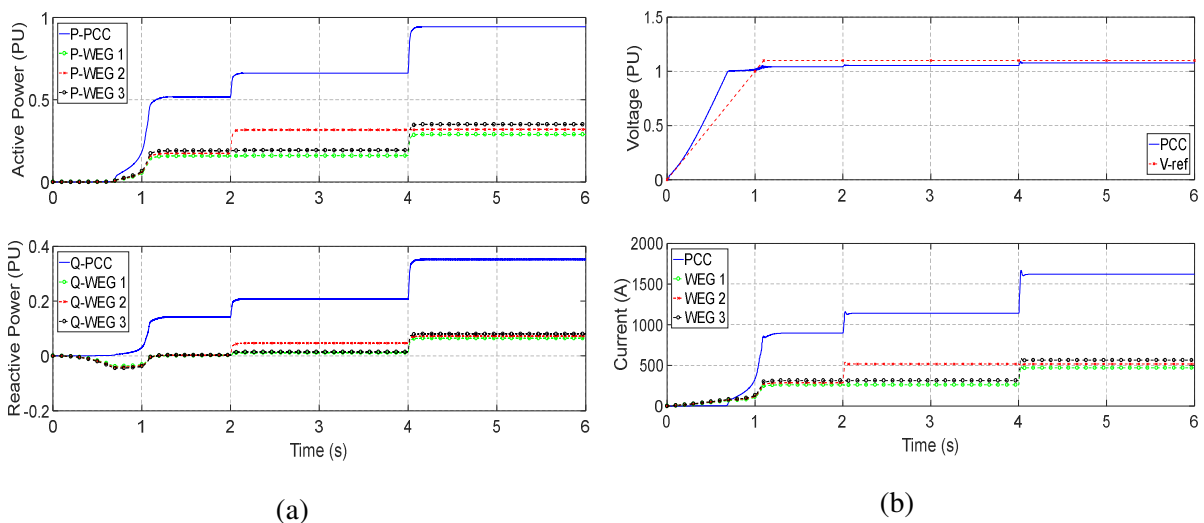 Active Power (PU)
1
0.5
0
P-PCC
P-WEG 1
P-WEG 2
P-WEG 3
0 1 2 3 4 5 6
Reactive Power (PU)
0.4
0.2
0
-0.2
Q-PCC
Q-WEG 1
Q-WEG 2
Q-WEG 3
0 1 2 3 4 5 6
Time (s)
(a)
Voltage (PU)
1.5
1
0.5
0
PCC
V-ref
0 1 2 3 4 5 6
Current (A)
2000
1500
1000
500
0
PCC
WEG 1
WEG 2
WEG 3
0 1 2 3 4 5 6
Time (s)
(b)